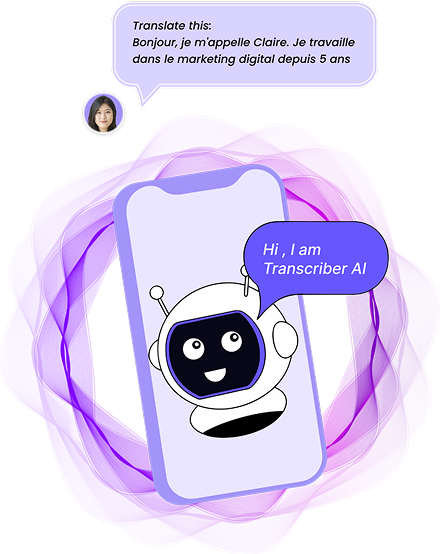 Translate this:
Bonjour, je m'appelle Claire. Je travaille
dans le marketing digital depuis 5 ans
Hi , I am
Transcriber AI